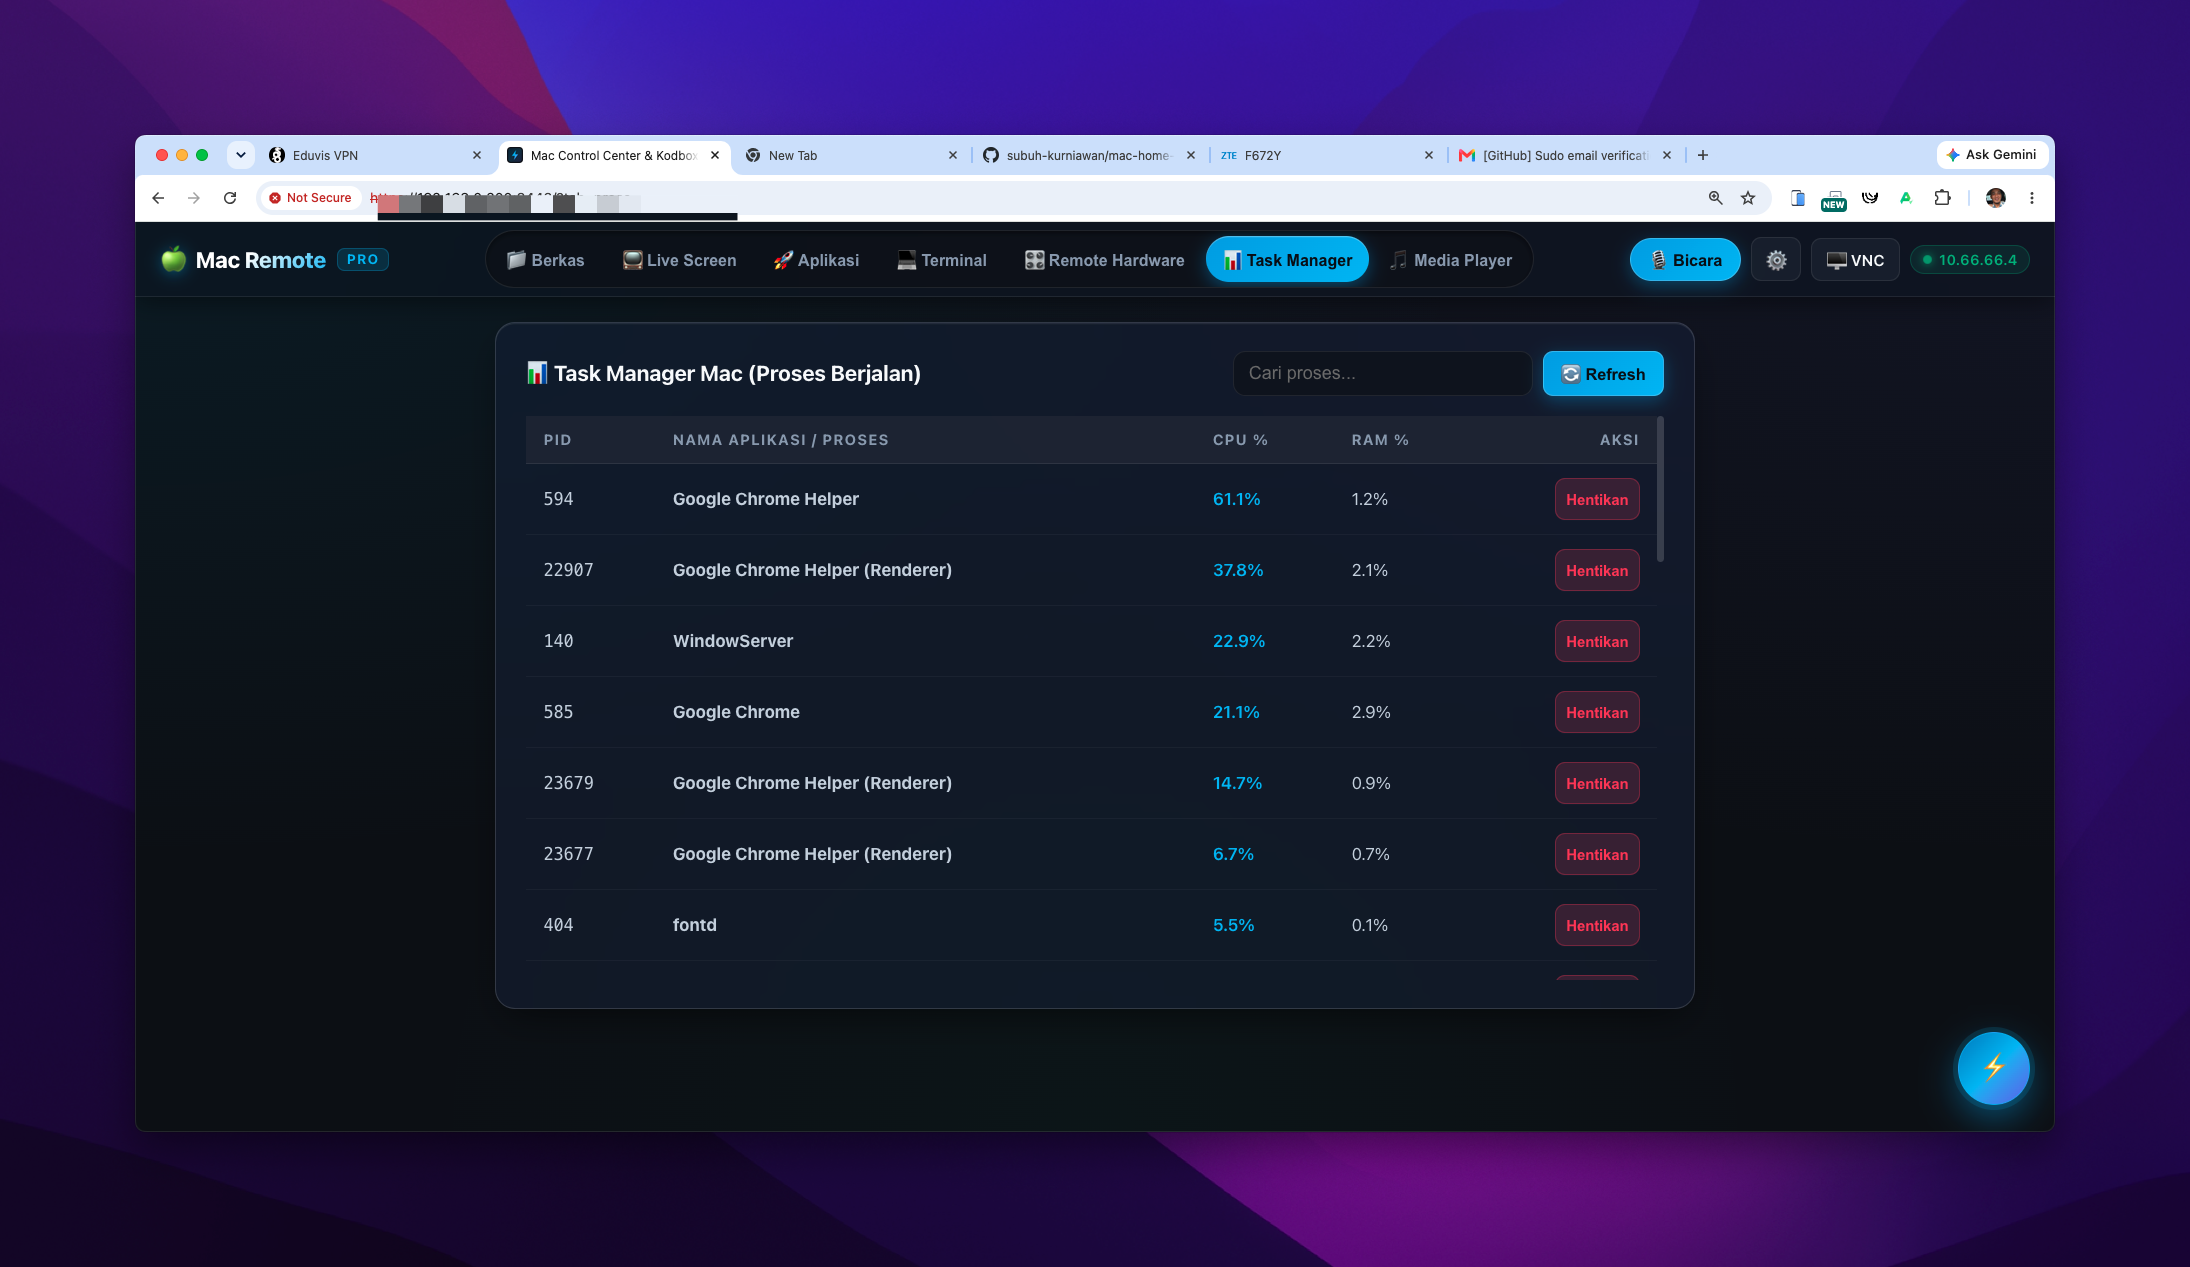 Eduvis VPN
Mac Control Center & Kodbox
New Tab
subuh-kurniawan/mac-home-
ZTE F672Y
[GitHub] Sudo email verificati
Ask Gemini
Not Secure
NEW
Mac Remote PRO
Berkas
Live Screen
Aplikasi
Terminal
Remote Hardware
Task Manager
Media Player
Bicara
VNC
10.66.66.4
Task Manager Mac (Proses Berjalan)
Cari proses...
Refresh
PID NAMA APLIKASI / PROSES CPU % RAM % AKSI
594 Google Chrome Helper 61.1% 1.2% Hentikan
22907 Google Chrome Helper (Renderer) 37.8% 2.1% Hentikan
140 WindowServer 22.9% 2.2% Hentikan
585 Google Chrome 21.1% 2.9% Hentikan
23679 Google Chrome Helper (Renderer) 14.7% 0.9% Hentikan
23677 Google Chrome Helper (Renderer) 6.7% 0.7% Hentikan
404 fontd 5.5% 0.1% Hentikan